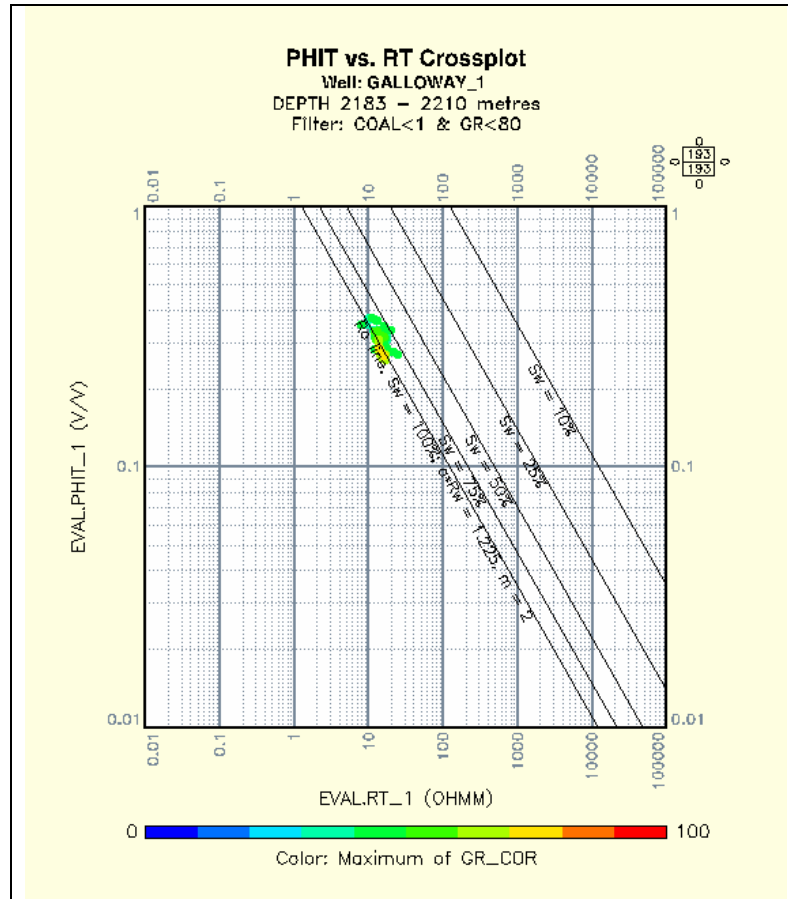 PHIT vs. RT Crossplot
Well: GALLOWAY_1
DEPTH 2183 - 2210 metres
Filter: COAL<1 & GR<80
0
0 193 0
193
0
0.01 0.1 1 10 100 1000 10000 100000
1 1
0.1 0.1
0.01 0.01
EVAL.PHIT_1 (V/V)
Ro line, Sw = 100%, a*Rw = 1.225, m = 2
Sw = 75%
Sw = 50%
Sw = 25%
Sw = 10%
0.01 0.1 1 10 100 1000 10000 100000
EVAL.RT_1 (OHMM)
0 100
Color: Maximum of GR_COR